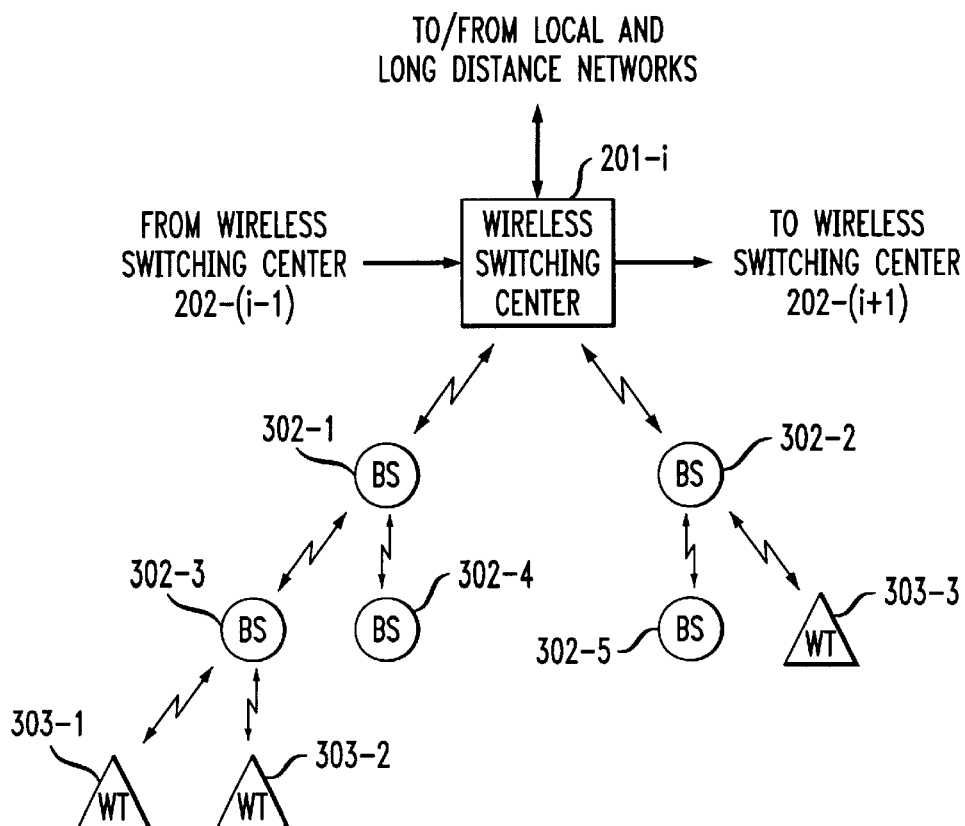 TO/FROM LOCAL AND
LONG DISTANCE NETWORKS
201-i
FROM WIRELESS
SWITCHING CENTER
202-(i-1)
WIRELESS
SWITCHING
CENTER
TO WIRELESS
SWITCHING CENTER
202-(i+1)
302-1
BS
BS
302-2
302-3
BS
302-4
BS
302-5
BS
303-3
WT
303-1
WT
303-2
WT